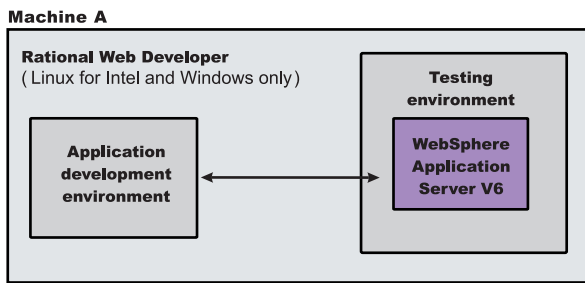 Machine A
Rational Web Developer
( Linux for Intel and Windows only )
Application
development
environment
Testing
environment
WebSphere
Application
Server V6